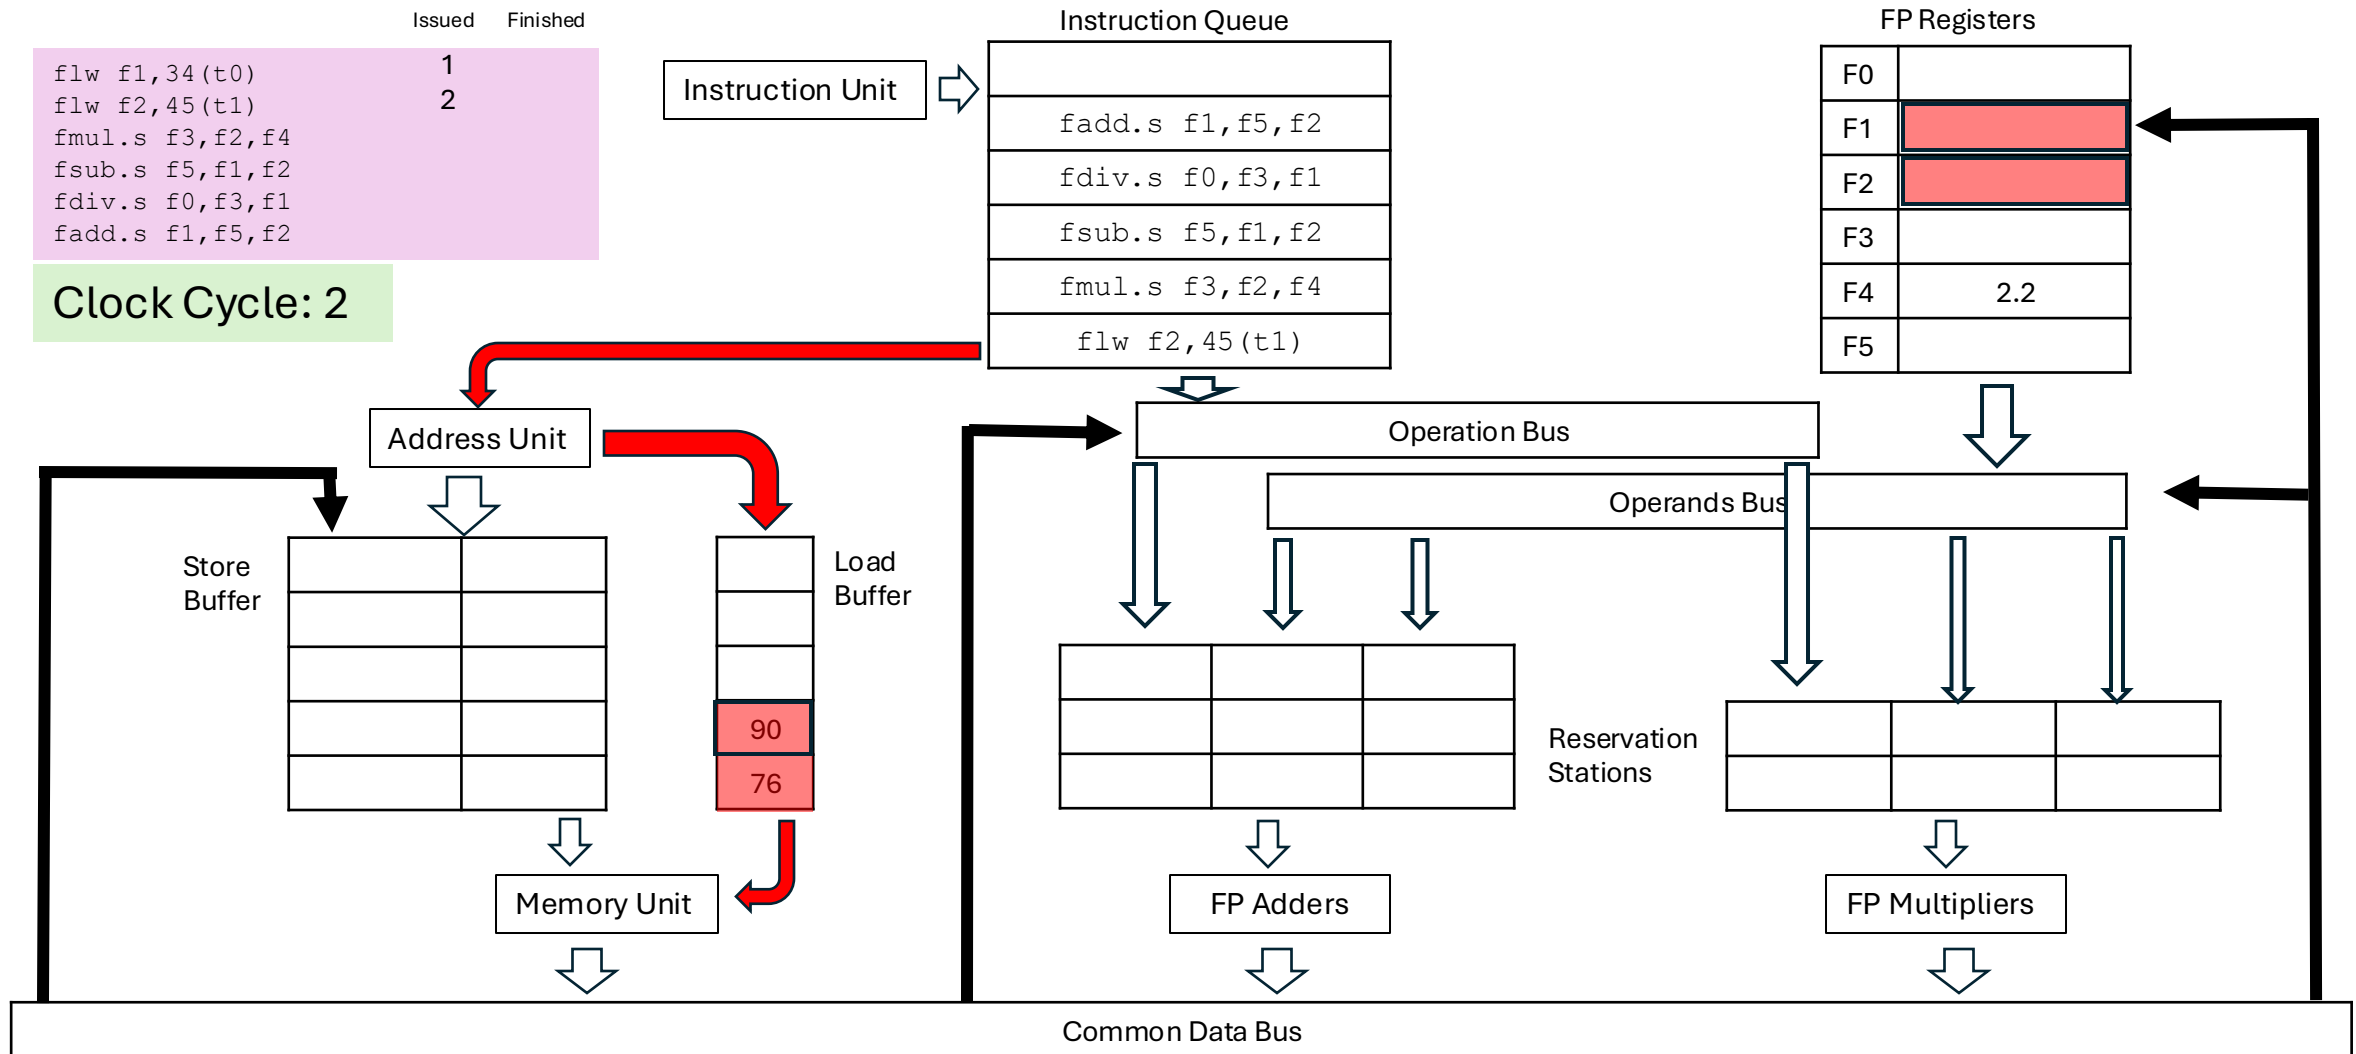 Issued Finished
flw f1,34(t0) 1
flw f2,45(t1) 2
fmul.s f3,f2,f4
fsub.s f5,f1,f2
fdiv.s f0,f3,f1
fadd.s f1,f5,f2
Clock Cycle: 2
Instruction Unit
Instruction Queue
fadd.s f1,f5,f2
fdiv.s f0,f3,f1
fsub.s f5,f1,f2
fmul.s f3,f2,f4
flw f2,45(t1)
FP Registers
F0
F1
F2
F3
F4 2.2
F5
Address Unit
Operation Bus
Operands Bus
Store
Buffer
Load
Buffer
90
76
Reservation
Stations
Memory Unit
FP Adders
FP Multipliers
Common Data Bus